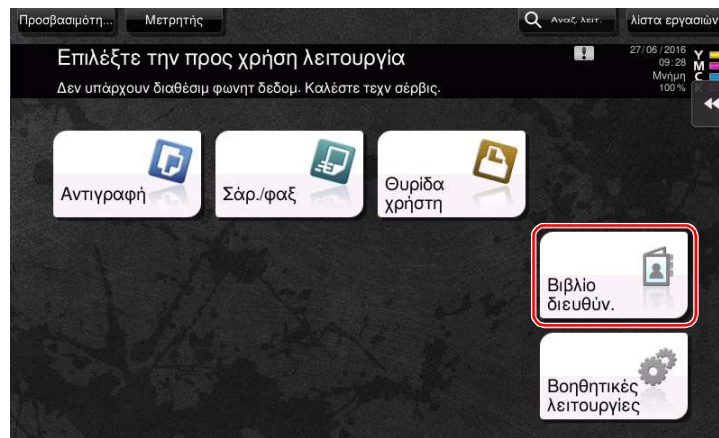 Προσβασιμότη...
Μετρητής
Αναζ. λειτ.
λίστα εργασιών
Επιλέξτε την προς χρήση λειτουργία
Δεν υπάρχουν διαθέσιμ φωνητ δεδομ. Καλέστε τεχν σέρβις.
27/06/2016
09:28
Μνήμη
100 %
Y
M
C
K
Αντιγραφή
Σάρ./φαξ
Θυρίδα
χρήστη
Βιβλίο
διευθύν.
Βοηθητικές
λειτουργίες